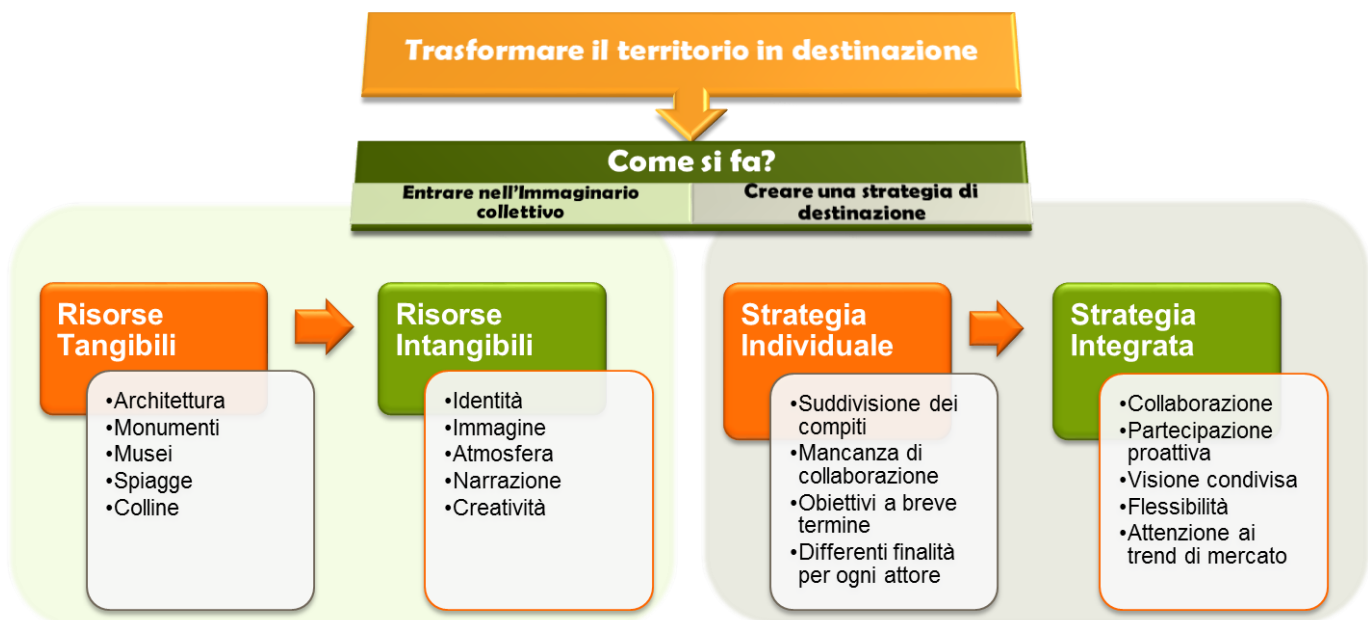 Trasformare il territorio in destinazione
Come si fa?
Entrare nell'Immaginario
collettivo
Creare una strategia di
destinazione
Risorse
Tangibili
•Architettura
•Monumenti
•Musei
•Spiagge
•Colline
Risorse
Intangibili
•Identità
•Immagine
•Atmosfera
•Narrazione
•Creatività
Strategia
Individuale
•Suddivisione dei
compiti
•Mancanza di
collaborazione
•Obiettivi a breve
termine
•Differenti finalità
per ogni attore
Strategia
Integrata
•Collaborazione
•Partecipazione
proattiva
•Visione condivisa
•Flessibilità
•Attenzione ai
trend di mercato